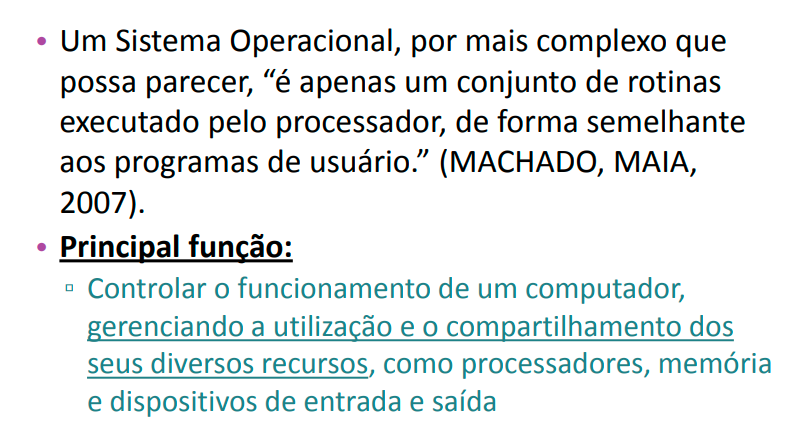 • Um Sistema Operacional, por mais complexo que
possa parecer, “é apenas um conjunto de rotinas
executado pelo processador, de forma semelhante
aos programas de usuário.” (MACHADO, MAIA,
2007).
• Principal função:
▫ Controlar o funcionamento de um computador,
gerenciando a utilização e o compartilhamento dos
seus diversos recursos, como processadores, memória
e dispositivos de entrada e saída